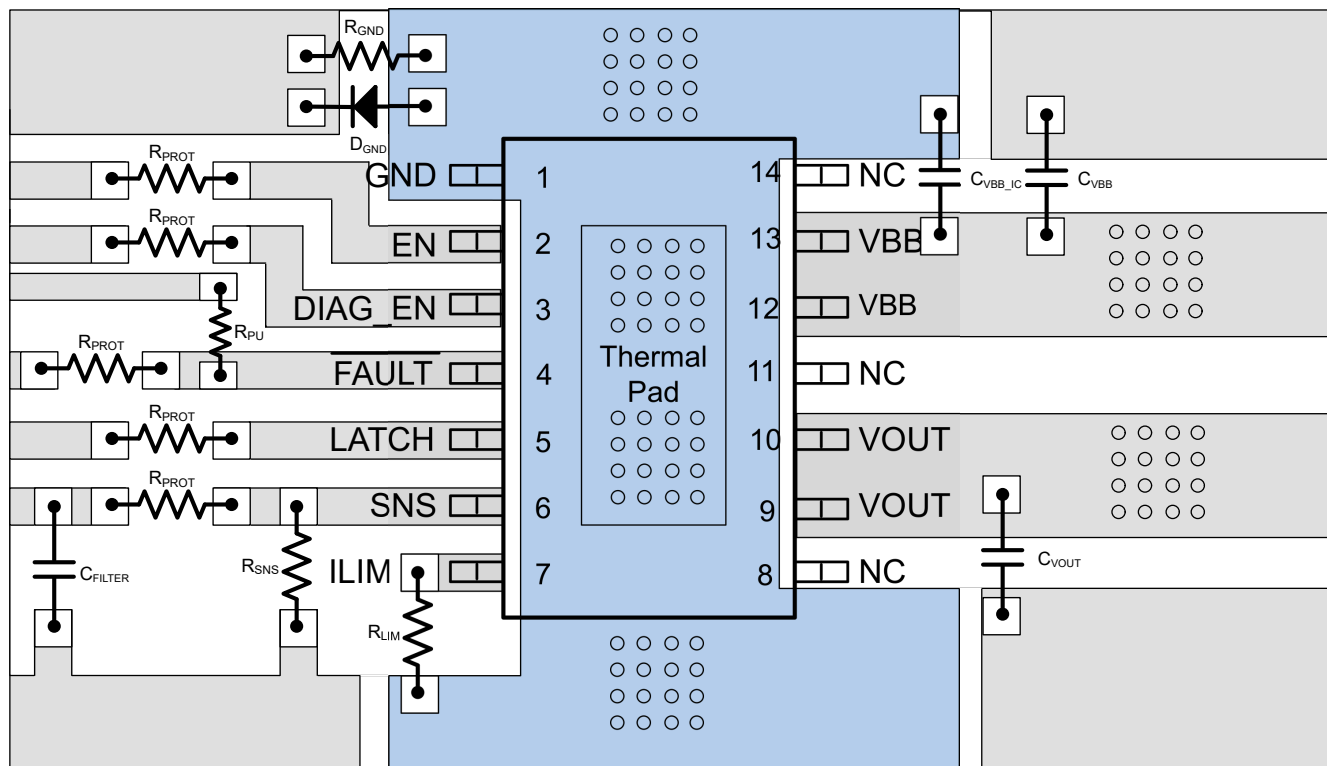 RGND
DGND
RPROT
GND
1
14
NC
CVBB_IC
CVBB
RPROT
EN
2
13
VBB
DIAG_EN
3
12
VBB
RPU
RPROT
FAULT
4
Thermal
Pad
11
NC
RPROT
LATCH
5
10
VOUT
RPROT
SNS
6
9
VOUT
CFILTER
RSNS
ILIM
7
8
NC
CVOUT
RLIM